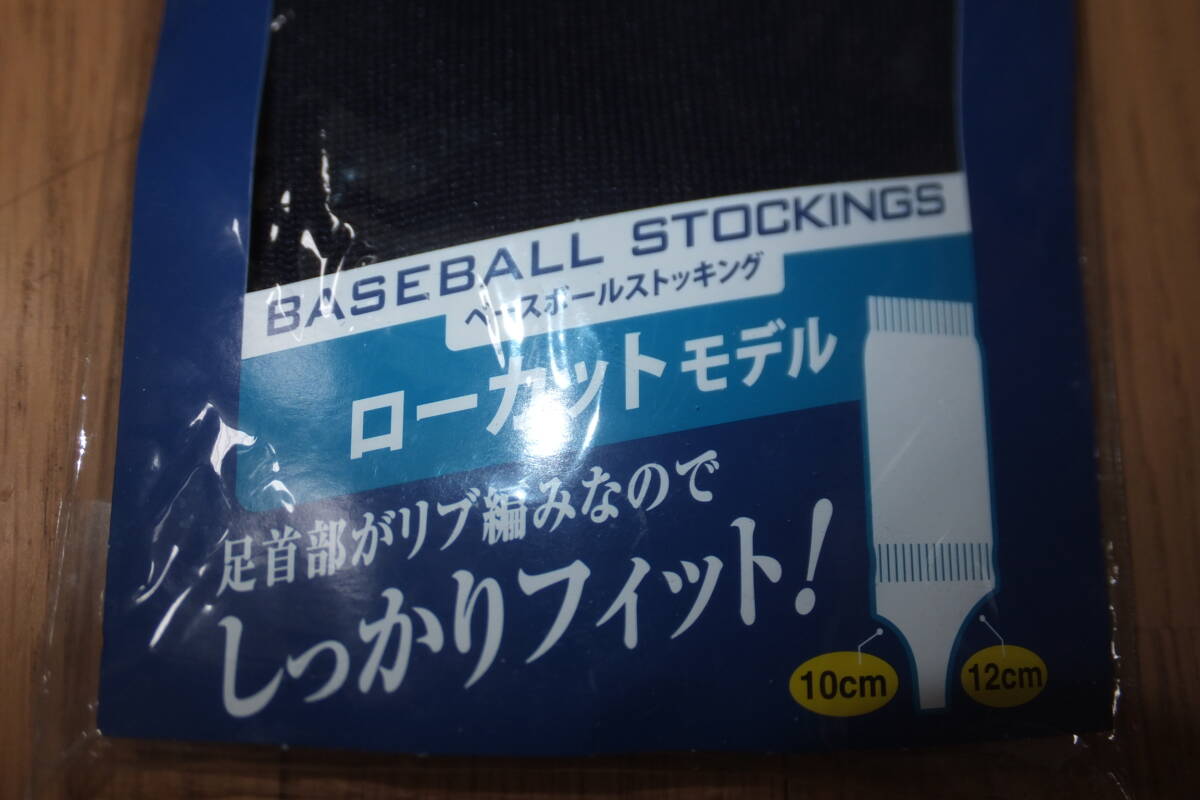 BASEBALL STOCKINGS
ベースボールストッキング
ローカットモデル
足首部がリブ編みなので
しっかりフィット!
10cm
12cm